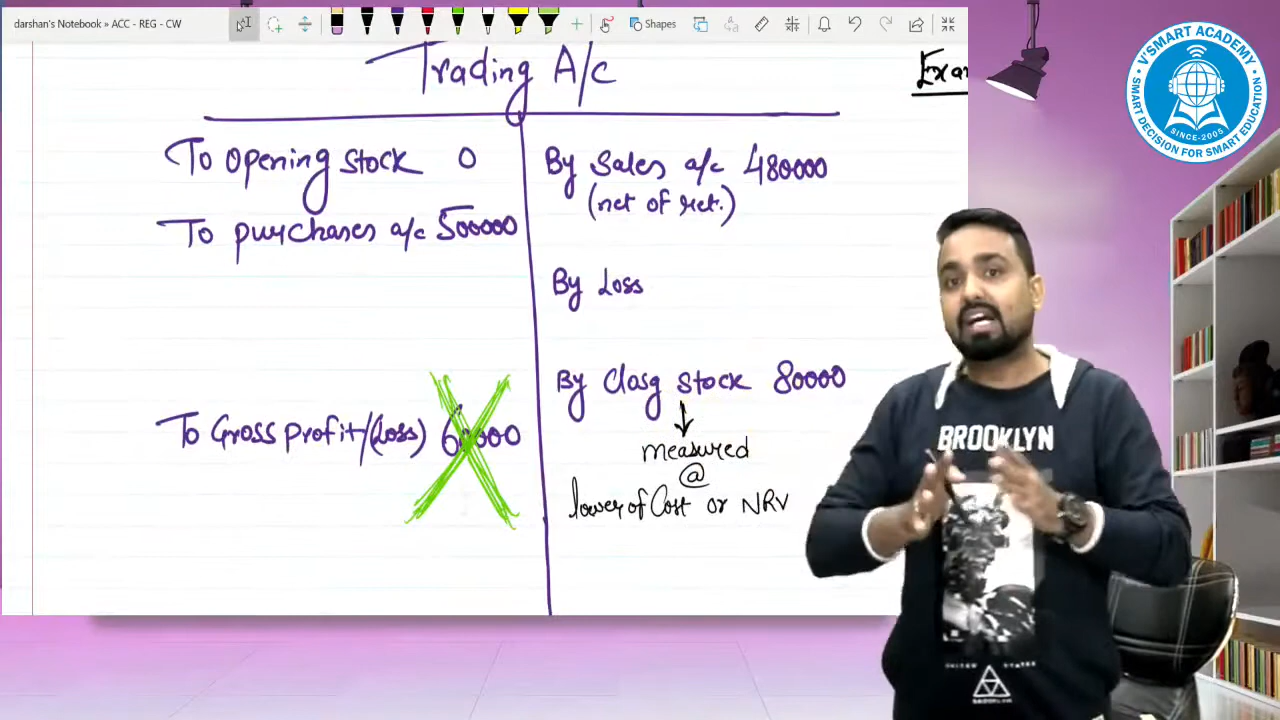 darshan's Notebook » ACC - REG - CW
Shapes
Trading A/c
To opening stock 0
To purchases a/c 500000
To Gross profit/(Loss) 60000
By Sales a/c 480000
(net of ret.)
By Loss
By Closg stock 80000
measured
@
lower of Cost or NRV
Exam
V'SMART ACADEMY
SINCE-2005
SMART DECISION FOR SMART EDUCATION
BROOKLYN